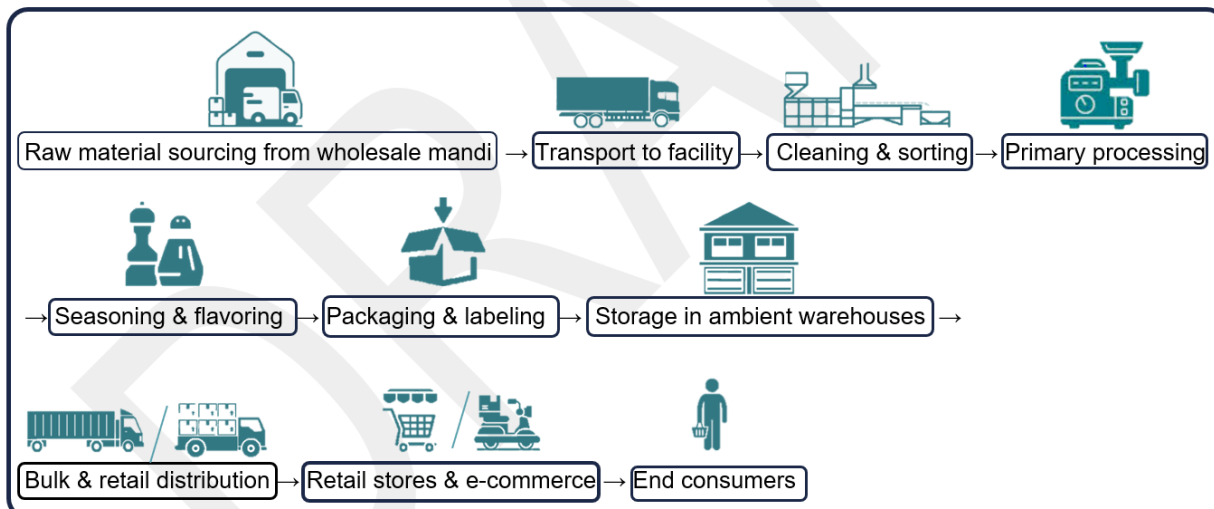 Raw material sourcing from wholesale mandi → Transport to facility → Cleaning & sorting → Primary processing
→ Seasoning & flavoring → Packaging & labeling → Storage in ambient warehouses →
Bulk & retail distribution → Retail stores & e-commerce → End consumers